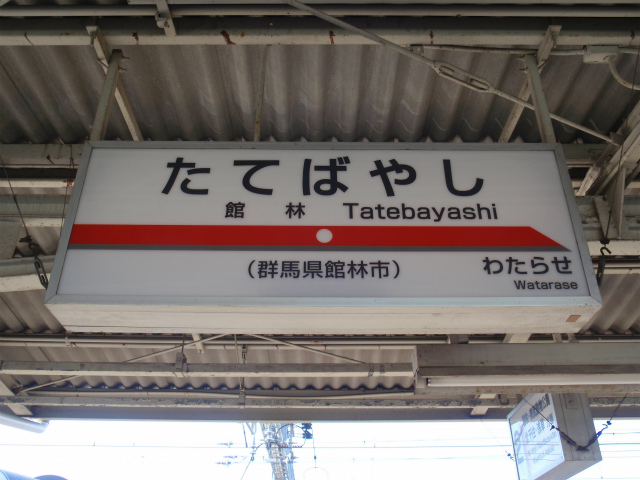 たてばやし
館林 Tatebayashi
(群馬県館林市)
わたらせ
Watarase